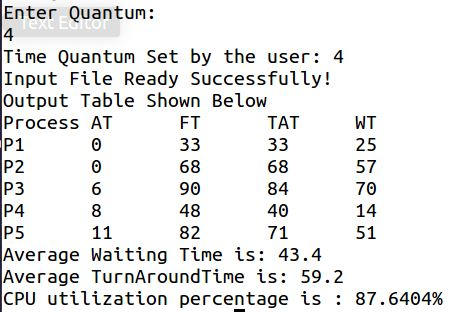 Enter Quantum:
Text Editor
4
Time Quantum Set by the user: 4
Input File Ready Successfully!
Output Table Shown Below
Process AT FT TAT WT
P1 0 33 33 25
P2 0 68 68 57
P3 6 90 84 70
P4 8 48 40 14
P5 11 82 71 51
Average Waiting Time is: 43.4
Average TurnAroundTime is: 59.2
CPU utilization percentage is : 87.6404%